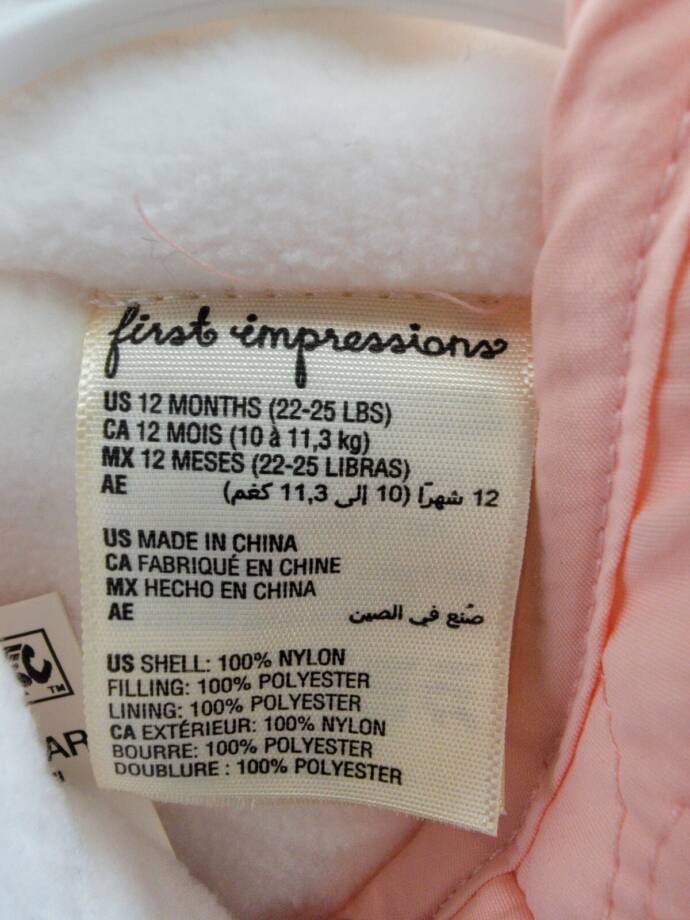 first impressions
US 12 MONTHS (22-25 LBS)
CA 12 MOIS (10 à 11,3 kg)
MX 12 MESES (22-25 LIBRAS)
AE 12 شهرًا (10 إلى 11,3 كغم)
US MADE IN CHINA
CA FABRIQUÉ EN CHINE
MX HECHO EN CHINA
AE صُنع في الصين
US SHELL: 100% NYLON
FILLING: 100% POLYESTER
LINING: 100% POLYESTER
CA EXTÉRIEUR: 100% NYLON
BOURRE: 100% POLYESTER
DOUBLURE : 100% POLYESTER
TM